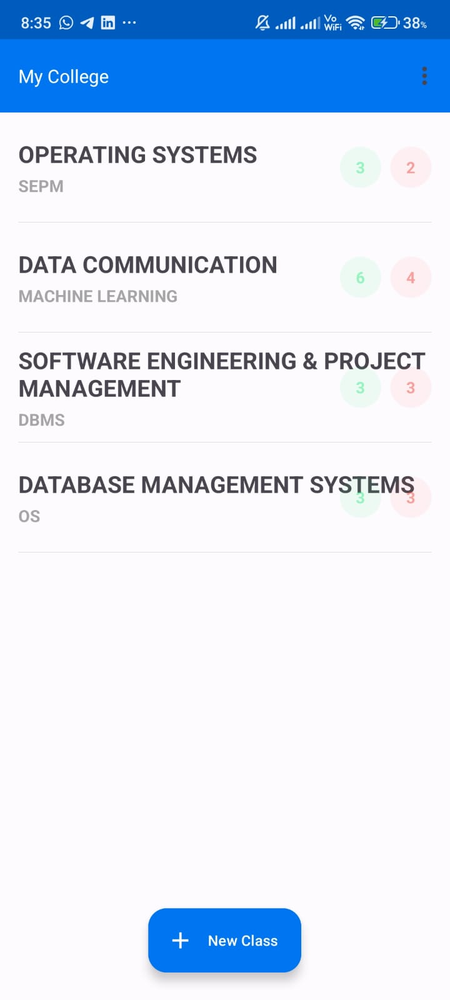 8:35 in ... Vo WiFi 38%
My College
OPERATING SYSTEMS
3 2
SEPM
DATA COMMUNICATION
6 4
MACHINE LEARNING
SOFTWARE ENGINEERING & PROJECT
MANAGEMENT
3 3
DBMS
DATABASE MANAGEMENT SYSTEMS
3 3
OS
+ New Class